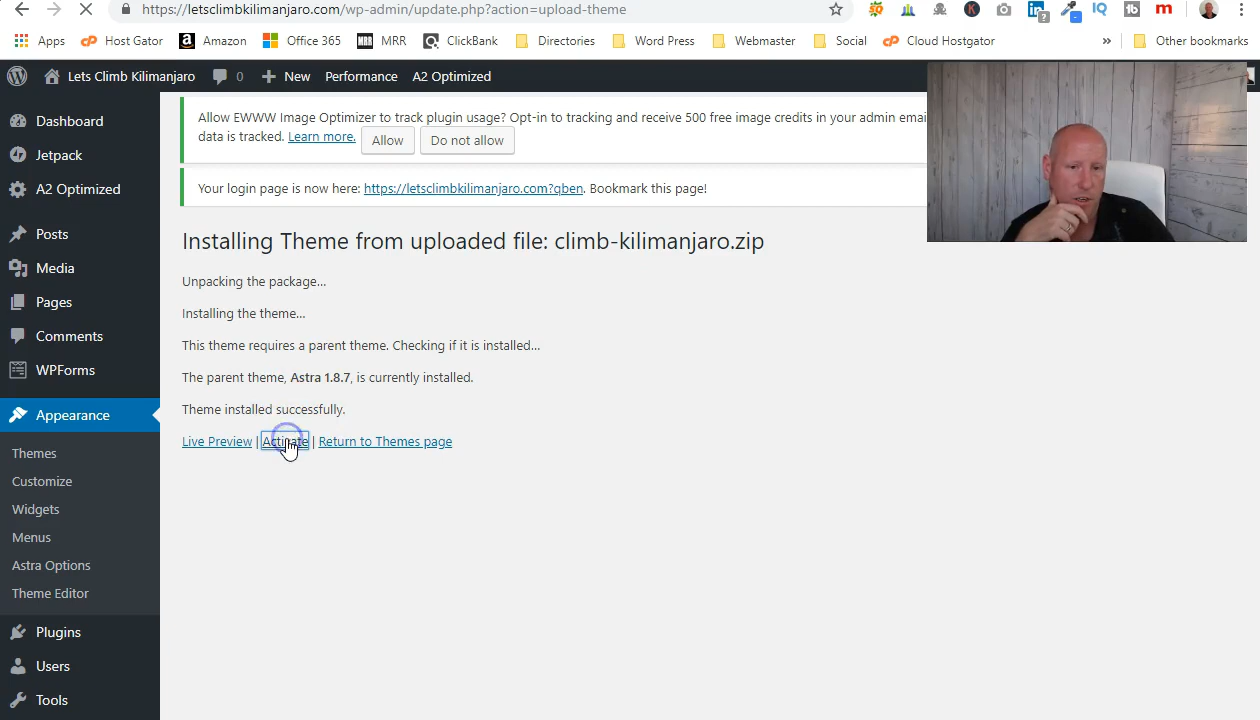 https://letsclimbkilimanjaro.com/wp-admin/update.php?action=upload-theme
Apps
cP Host Gator
Amazon
Office 365
MRR MRR
ClickBank
Directories
Word Press
Webmaster
Social
cP Cloud Hostgator
»
Other bookmarks
Lets Climb Kilimanjaro
0
New
Performance
A2 Optimized
Dashboard
Jetpack
A2 Optimized
Posts
Media
Pages
Comments
WPForms
Appearance
Themes
Customize
Widgets
Menus
Astra Options
Theme Editor
Plugins
Users
Tools
Allow EWWW Image Optimizer to track plugin usage? Opt-in to tracking and receive 500 free image credits in your admin emai
data is tracked. Learn more. Allow Do not allow
Your login page is now here: https://letsclimbkilimanjaro.com?qben. Bookmark this page!
Installing Theme from uploaded file: climb-kilimanjaro.zip
Unpacking the package...
Installing the theme...
This theme requires a parent theme. Checking if it is installed...
The parent theme, Astra 1.8.7, is currently installed.
Theme installed successfully.
Live Preview | Activate | Return to Themes page